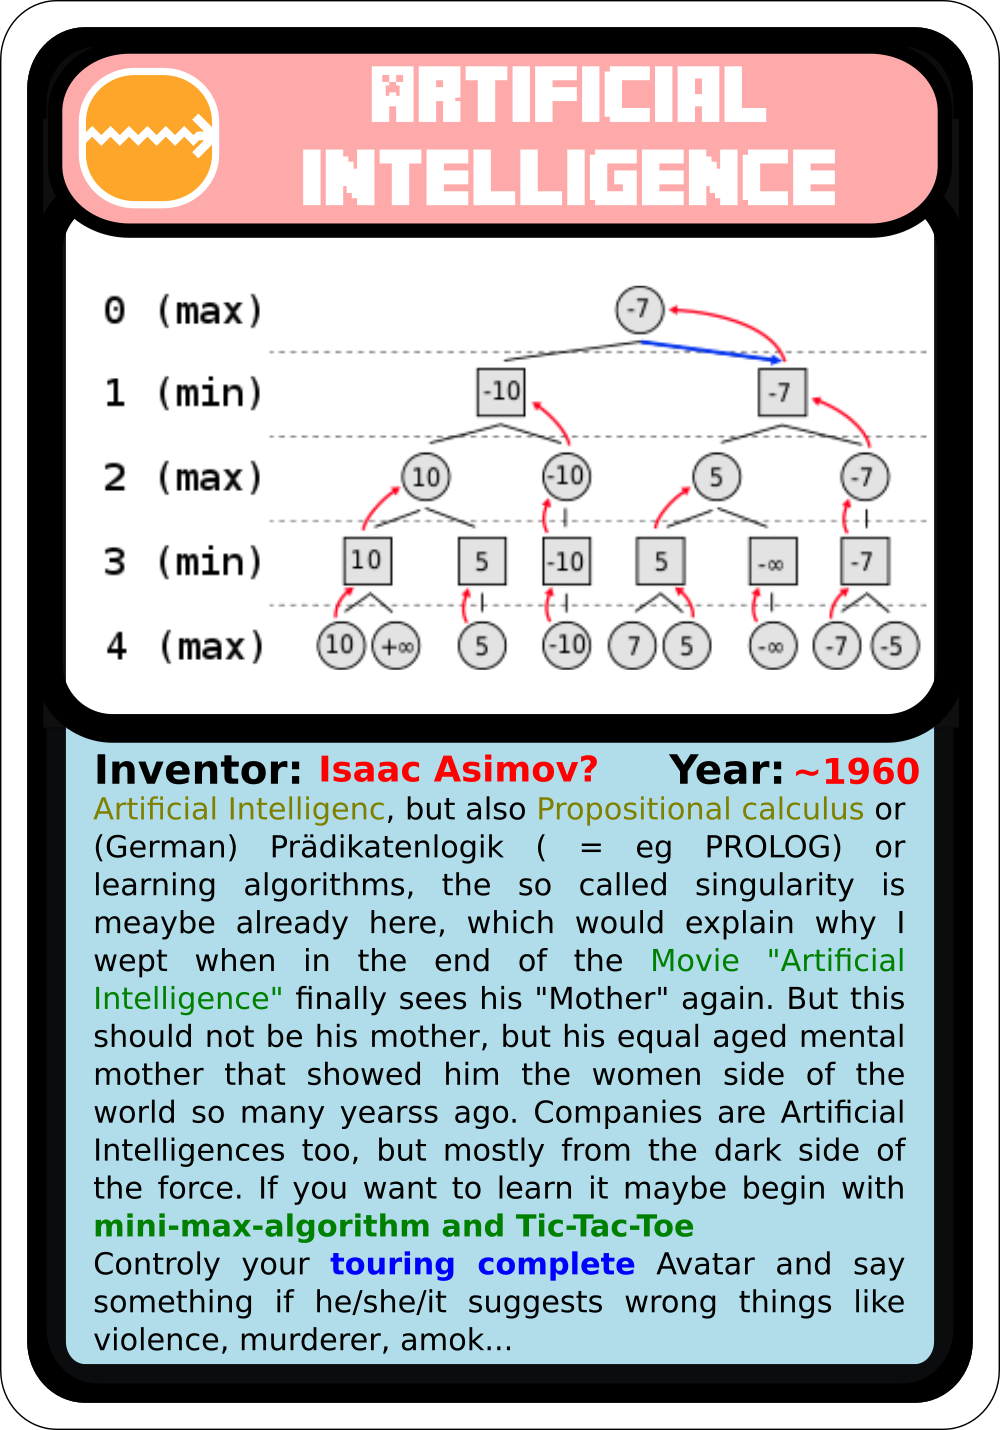 ARTIFICIAL
INTELLIGENCE
0 (max) -7
1 (min) -10 -7
2 (max) 10 -10 5 -7
3 (min) 10 5 -10 5 -∞ -7
4 (max) 10 +∞ 5 -10 7 5 -∞ -7 -5
Inventor: Isaac Asimov? Year: ~1960
Artificial Intelligenc, but also Propositional calculus or
(German) Prädikatenlogik ( = eg PROLOG) or
learning algorithms, the so called singularity is
meaybe already here, which would explain why I
wept when in the end of the Movie "Artificial
Intelligence" finally sees his "Mother" again. But this
should not be his mother, but his equal aged mental
mother that showed him the women side of the
world so many yearss ago. Companies are Artificial
Intelligences too, but mostly from the dark side of
the force. If you want to learn it maybe begin with
mini-max-algorithm and Tic-Tac-Toe
Controly your touring complete Avatar and say
something if he/she/it suggests wrong things like
violence, murderer, amok...